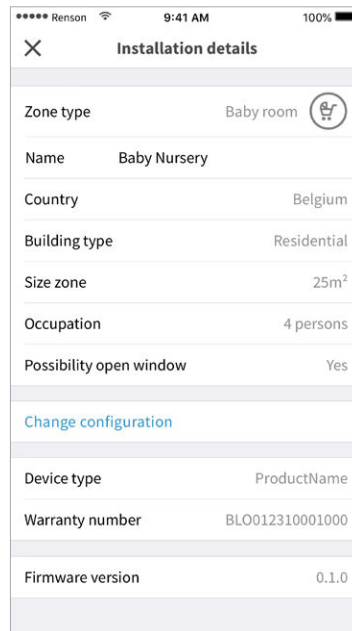 Renson 9:41 AM 100%
Installation details
Zone type Baby room
Name Baby Nursery
Country Belgium
Building type Residential
Size zone 25m²
Occupation 4 persons
Possibility open window Yes
Change configuration
Device type ProductName
Warranty number BLO012310001000
Firmware version 0.1.0